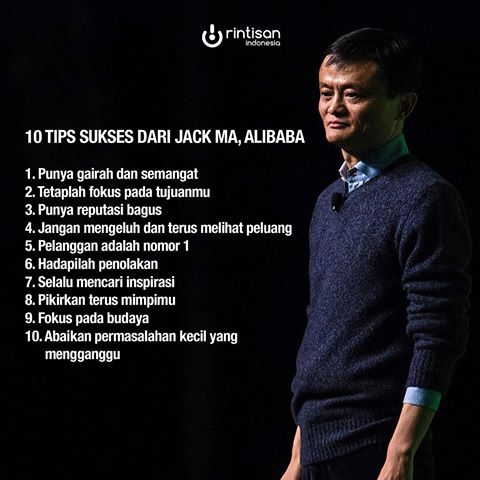 rintisan
indonesia
10 TIPS SUKSES DARI JACK MA, ALIBABA
1. Punya gairah dan semangat
2. Tetaplah fokus pada tujuanmu
3. Punya reputasi bagus
4. Jangan mengeluh dan terus melihat peluang
5. Pelanggan adalah nomor 1
6. Hadapilah penolakan
7. Selalu mencari inspirasi
8. Pikirkan terus mimpimu
9. Fokus pada budaya
10. Abaikan permasalahan kecil yang
mengganggu